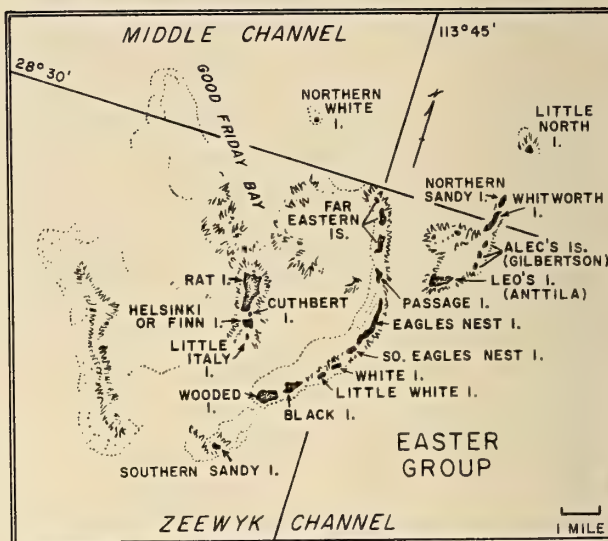 MIDDLE CHANNEL
113°45'
28°30'
GOOD FRIDAY
BAY
NORTHERN
WHITE
I.
LITTLE
NORTH
I.
NORTHERN
SANDY I.
WHITWORTH
I.
FAR
EASTERN
IS.
ALEC'S IS.
(GILBERTSON)
RAT I.
CUTHBERT
I.
PASSAGE I.
LEO'S I.
(ANTTILA)
HELSINKI
OR FINN I.
EAGLES NEST I.
LITTLE
ITALY
I.
SO. EAGLES NEST I.
WHITE I.
LITTLE WHITE I.
WOODED
I.
BLACK I.
SOUTHERN SANDY I.
EASTER
GROUP
ZEEWYK CHANNEL
1 MILE